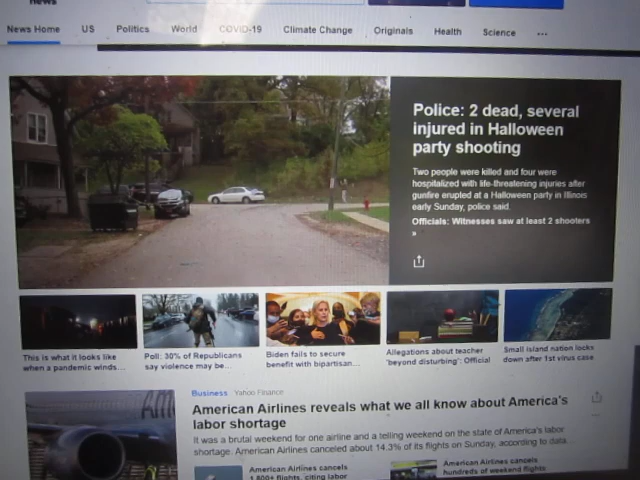 news
News Home US Politics World COVID-19 Climate Change Originals Health Science ...
Police: 2 dead, several
injured in Halloween
party shooting
Two people were killed and four were
hospitalized with life-threatening injuries after
gunfire erupted at a Halloween party in Illinois
early Sunday, police said.
Officials: Witnesses saw at least 2 shooters
»
This is what it looks like
when a pandemic winds...
Poll: 30% of Republicans
say violence may be...
Biden fails to secure
benefit with bipartisan...
Allegations about teacher
'beyond disturbing': Official
Small island nation locks
down after 1st virus case
Business Yahoo Finance
American Airlines reveals what we all know about America's
labor shortage
It was a brutal weekend for one airline and a telling weekend on the state of America's labor
shortage. American Airlines canceled about 14.3% of its flights on Sunday, according to data.
American Airlines cancels
1,800+ flights, citing labor
American Airlines cancels
hundreds of weekend flights
Am